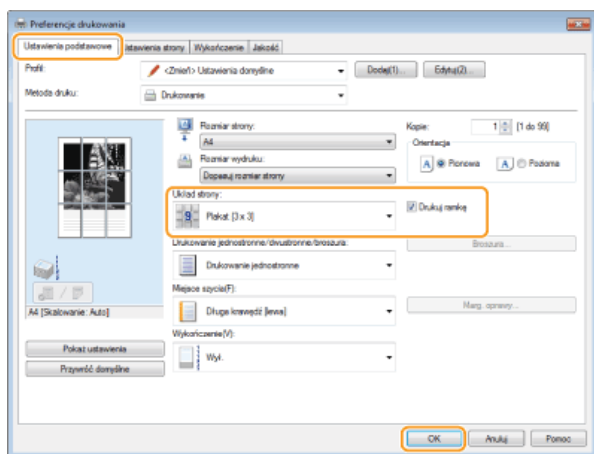 Preferencje drukowania
Ustawienia podstawowe Ustawienia strony Wykończenie Jakość
Profil: <Zmień> Ustawienia domyślne Dodaj(1)... Edytuj(2)...
Metoda druku: Drukowanie
Rozmiar strony:
A4
Rozmiar wydruku:
Dopasuj rozmiar strony
Kopie: 1 [1 do 99]
Orientacja
A Pionowa A Pozioma
Układ strony:
9 Plakat [3 x 3]
Drukuj ramkę
Drukowanie jednostronne/dwustronne/broszura:
Drukowanie jednostronne
Broszura...
Miejsce szycia(F):
Długa krawędź [lewa]
Marg. oprawy...
A4 [Skalowanie: Auto]
Wykończenie(V):
Wył.
Pokaż ustawienia
Przywróć domyślne
OK Anuluj Pomoc